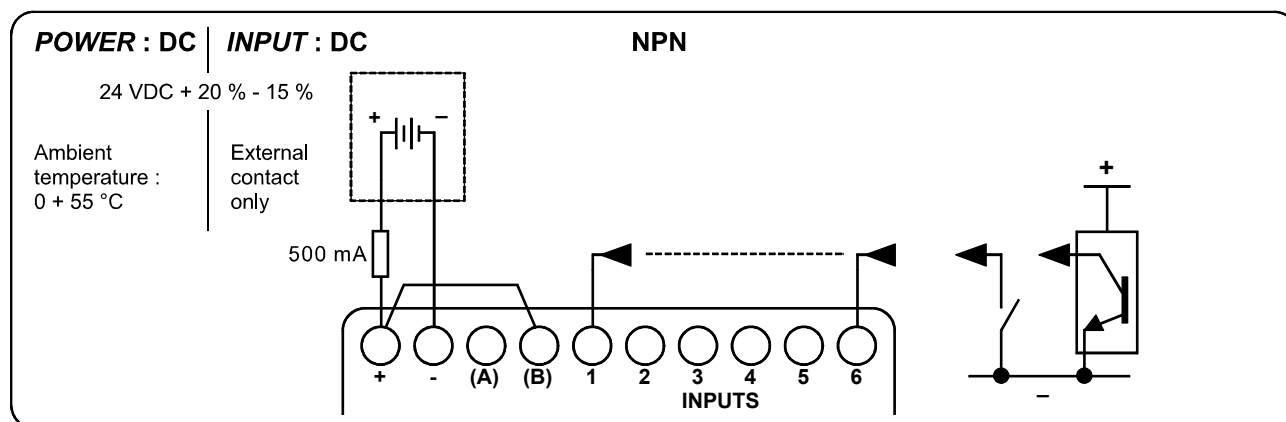 POWER : DC INPUT : DC NPN
24 VDC + 20 % - 15 %
+ −
Ambient
temperature :
0 + 55 °C
External
contact
only
500 mA
+
+ - (A) (B) 1 2 3 4 5 6
INPUTS
−